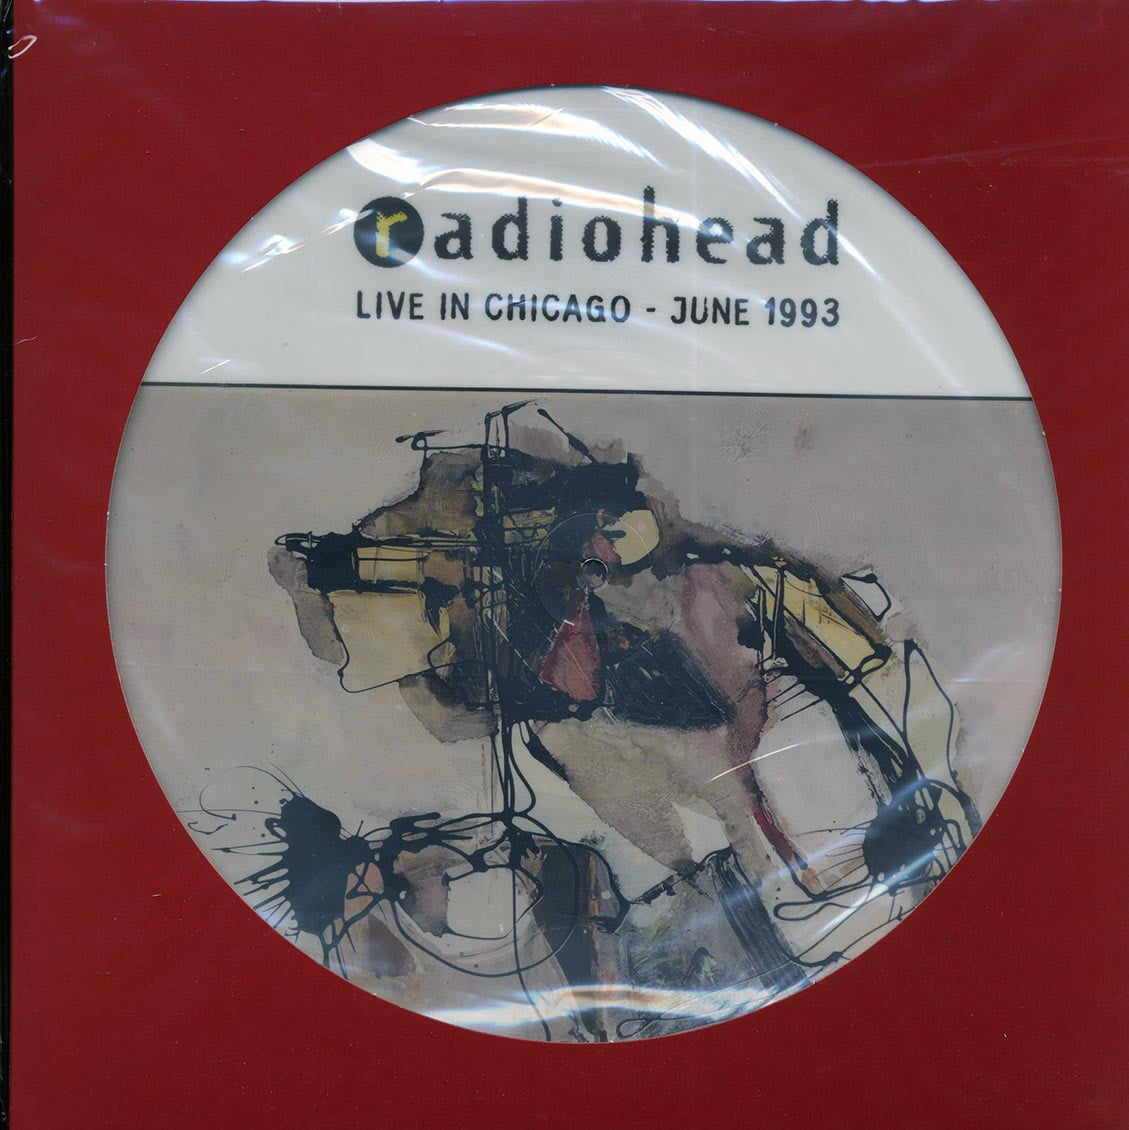 radiohead
LIVE IN CHICAGO - JUNE 1993